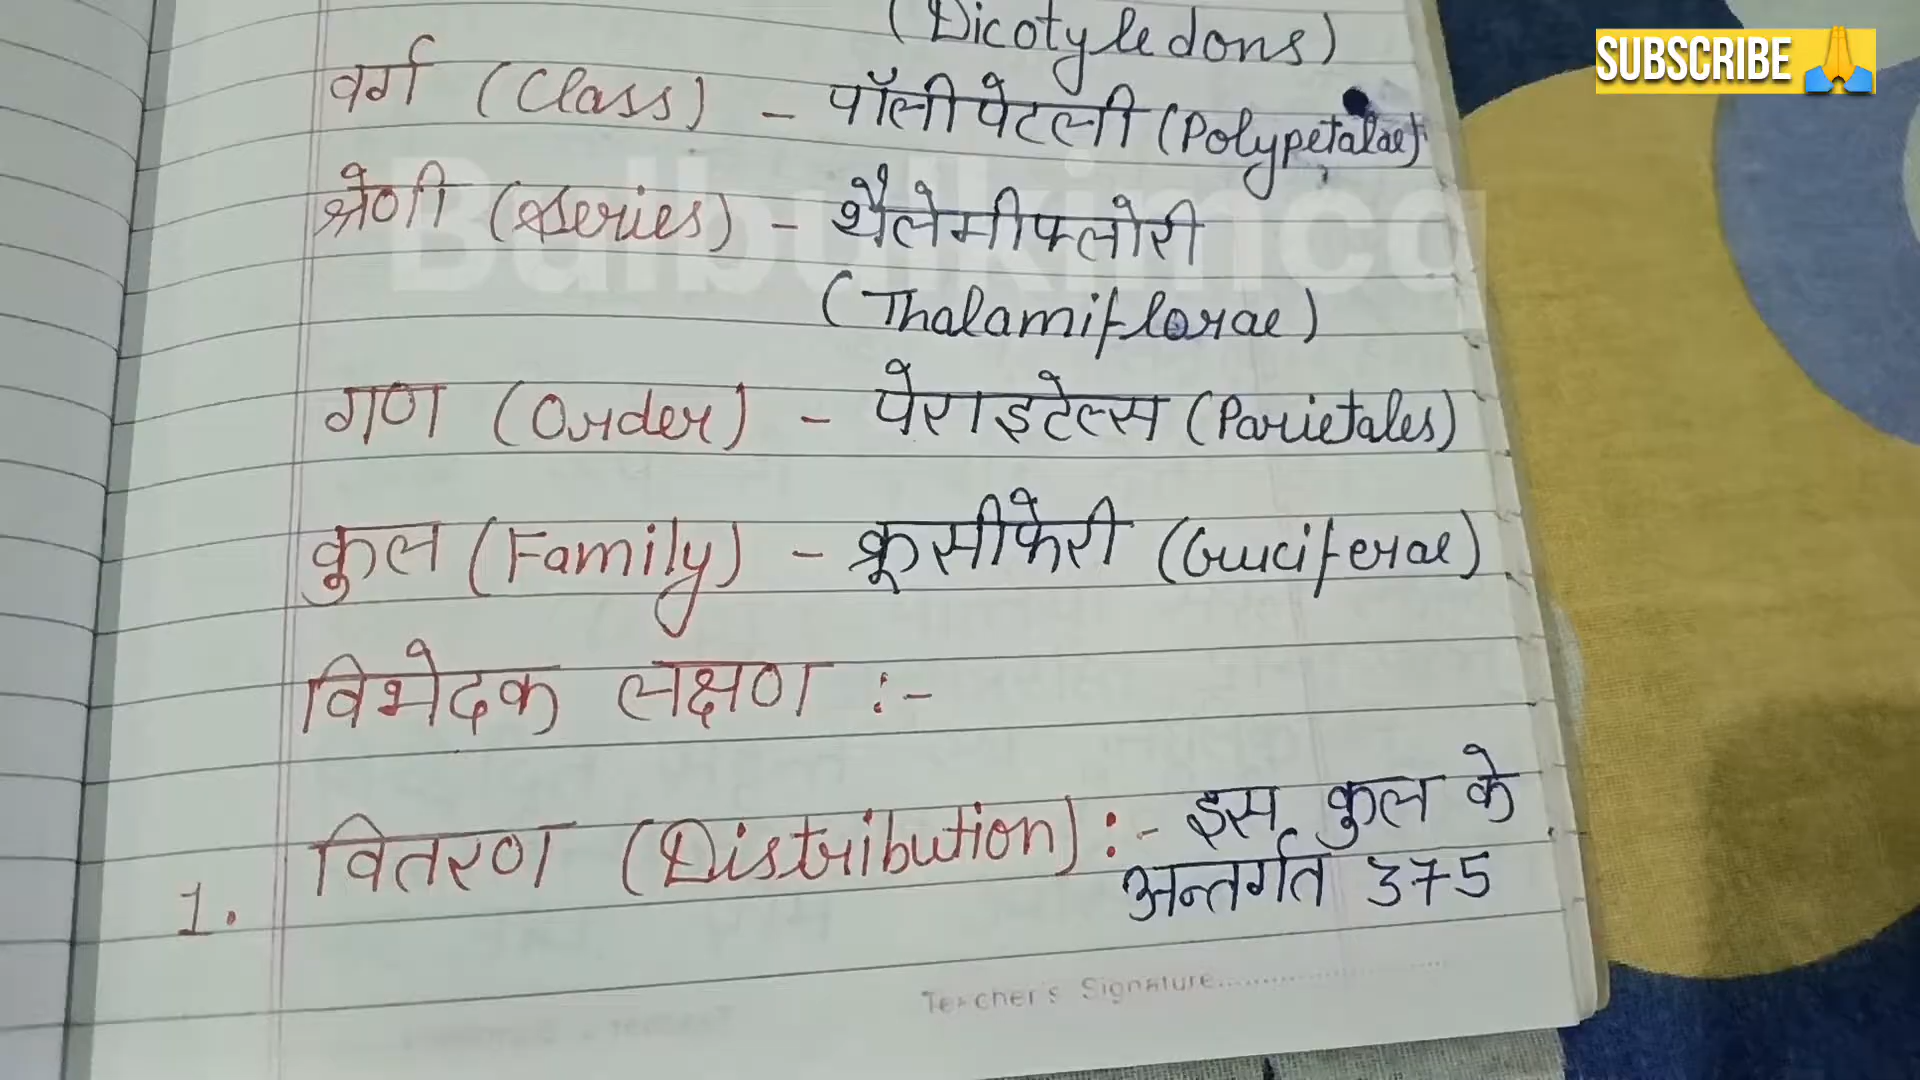 (Dicotyledons)
SUBSCRIBE 🙏
वर्ग (Class) - पॉलीपेटली (Polypetalae)
श्रेणी (Series) - थैलेमीफ्लोरी
(Thalamiflorae)
गण (Order) - पेराइटेल्स (Parietales)
कुल (Family) - क्रूसीफेरी (Cruciferae)
विभेदक लक्षण :-
1. वितरण (Distribution) :- इस कुल के
अन्तर्गत 375
Teacher's Signature